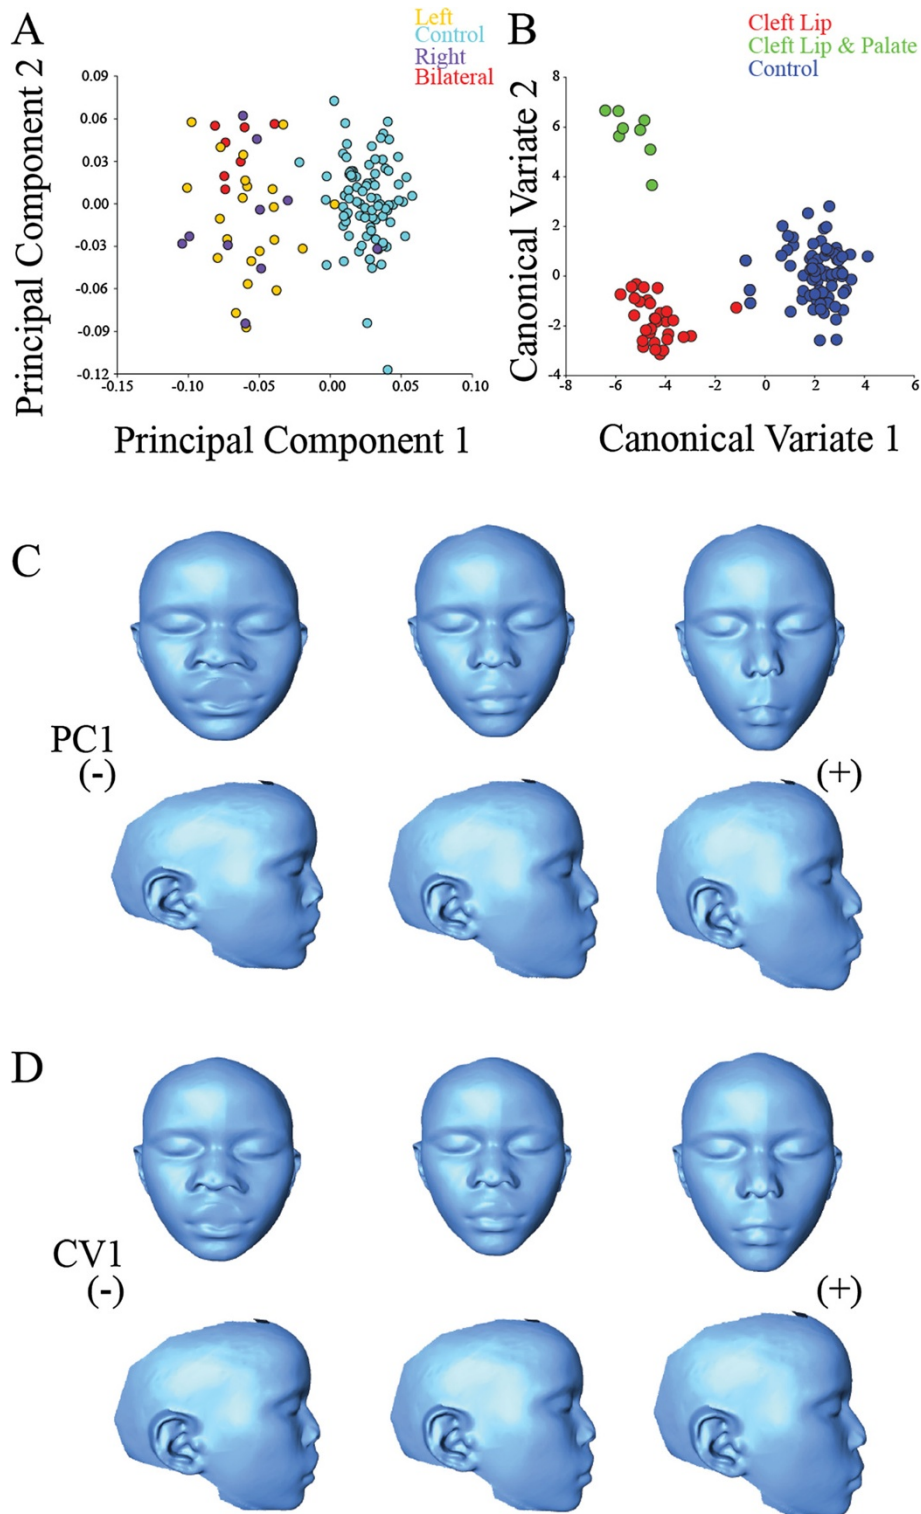 A
Left
Control
Right
Bilateral
Principal Component 2
0.09
0.06
0.03
0.00
-0.03
-0.06
-0.09
-0.12
-0.15
-0.10
-0.05
0.00
0.05
0.10
Principal Component 1
B
Cleft Lip
Cleft Lip & Palate
Control
Canonical Variate 2
8
6
4
2
0
-2
-4
-8
-6
-4
-2
0
2
4
6
Canonical Variate 1
C
PC1
(-)
(+)
D
CV1
(-)
(+)